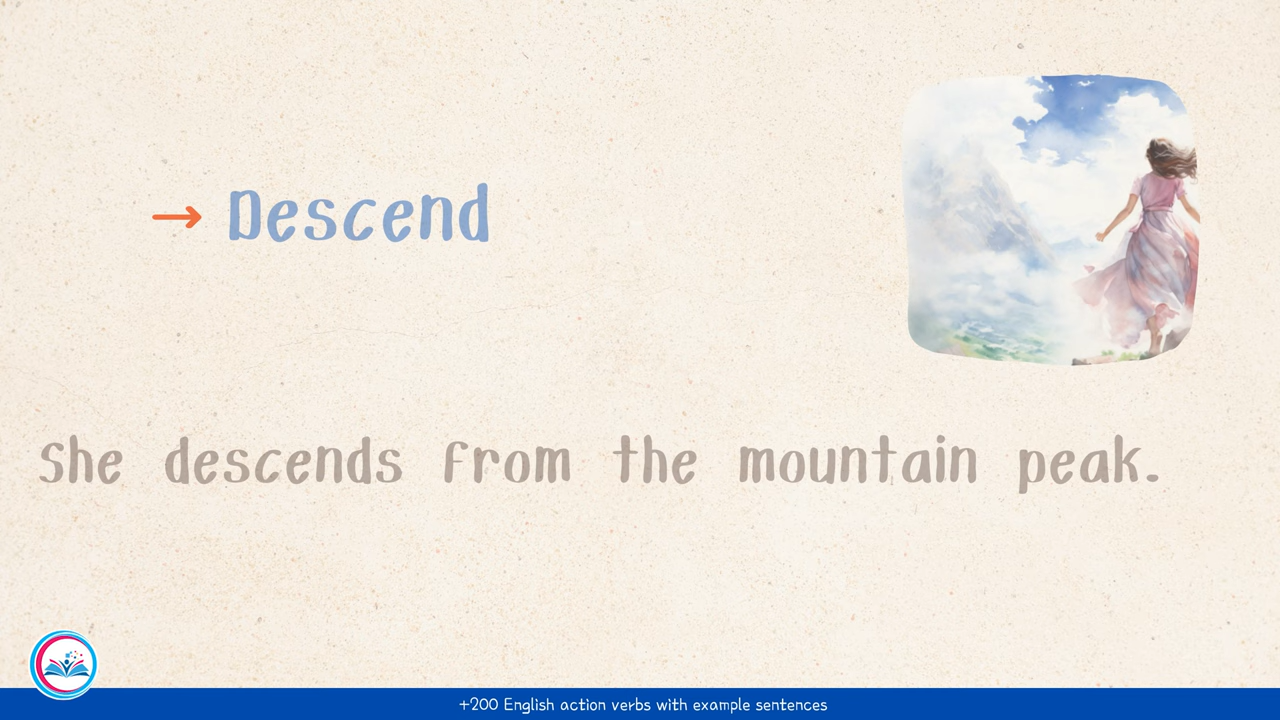 → Descend
She descends from the mountain peak.
+200 English action verbs with example sentences